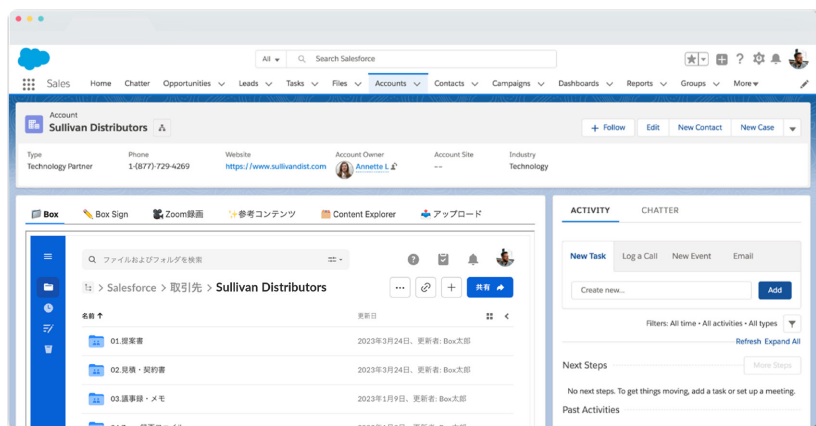 All
Search Salesforce
Sales Home Chatter Opportunities Leads Tasks Files Accounts Contacts Campaigns Dashboards Reports Groups More
Account
Sullivan Distributors
+ Follow Edit New Contact New Case
Type Phone Website Account Owner Account Site Industry
Technology Partner 1-(877)-729-4269 https://www.sullivandist.com Annette L -- Technology
Box Box Sign Zoom録画 ✨参考コンテンツ Content Explorer アップロード
ファイルおよびフォルダを検索
> Salesforce > 取引先 > Sullivan Distributors
共有
名前 ↑ 更新日
01.提案書 2023年3月24日、更新者: Box太郎
02.見積・契約書 2023年3月24日、更新者: Box太郎
03.議事録・メモ 2023年1月9日、更新者: Box太郎
ACTIVITY CHATTER
New Task Log a Call New Event Email
Create new... Add
Filters: All time • All activities • All types
Refresh Expand All
Next Steps More Steps
No next steps. To get things moving, add a task or set up a meeting.
Past Activities